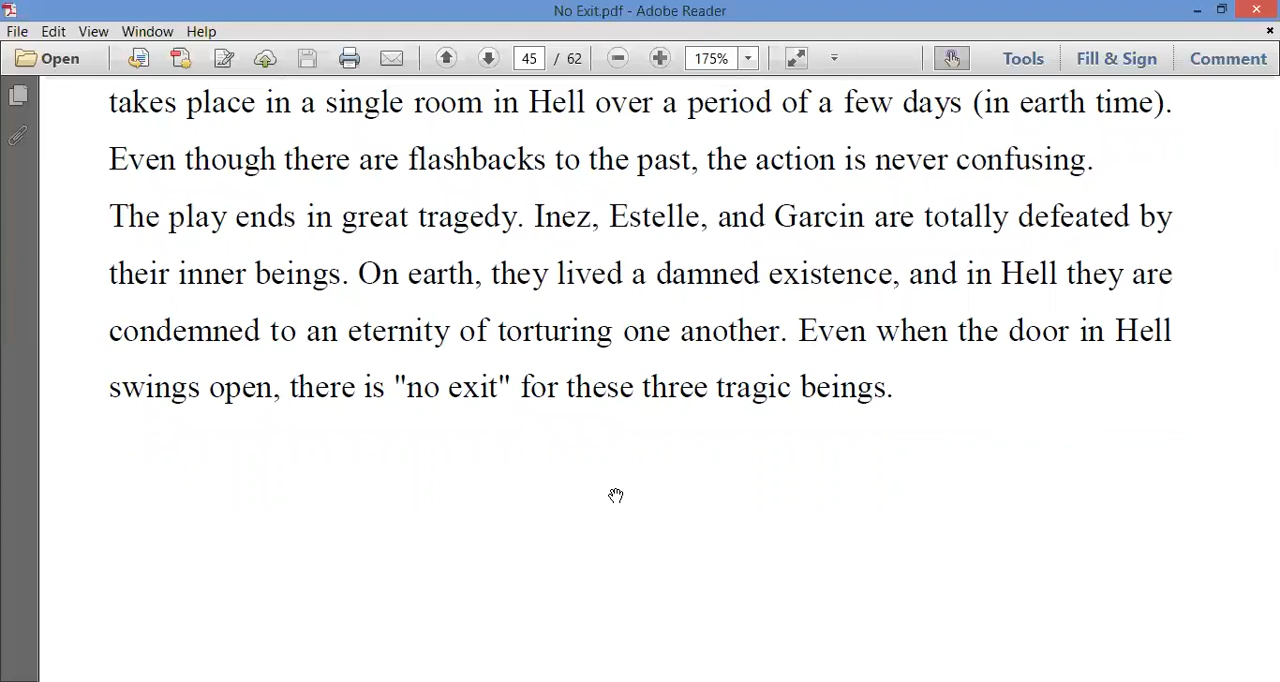 No Exit.pdf - Adobe Reader
File Edit View Window Help
Open 45 / 62 175% Tools Fill & Sign Comment
takes place in a single room in Hell over a period of a few days (in earth time).
Even though there are flashbacks to the past, the action is never confusing.
The play ends in great tragedy. Inez, Estelle, and Garcin are totally defeated by
their inner beings. On earth, they lived a damned existence, and in Hell they are
condemned to an eternity of torturing one another. Even when the door in Hell
swings open, there is "no exit" for these three tragic beings.